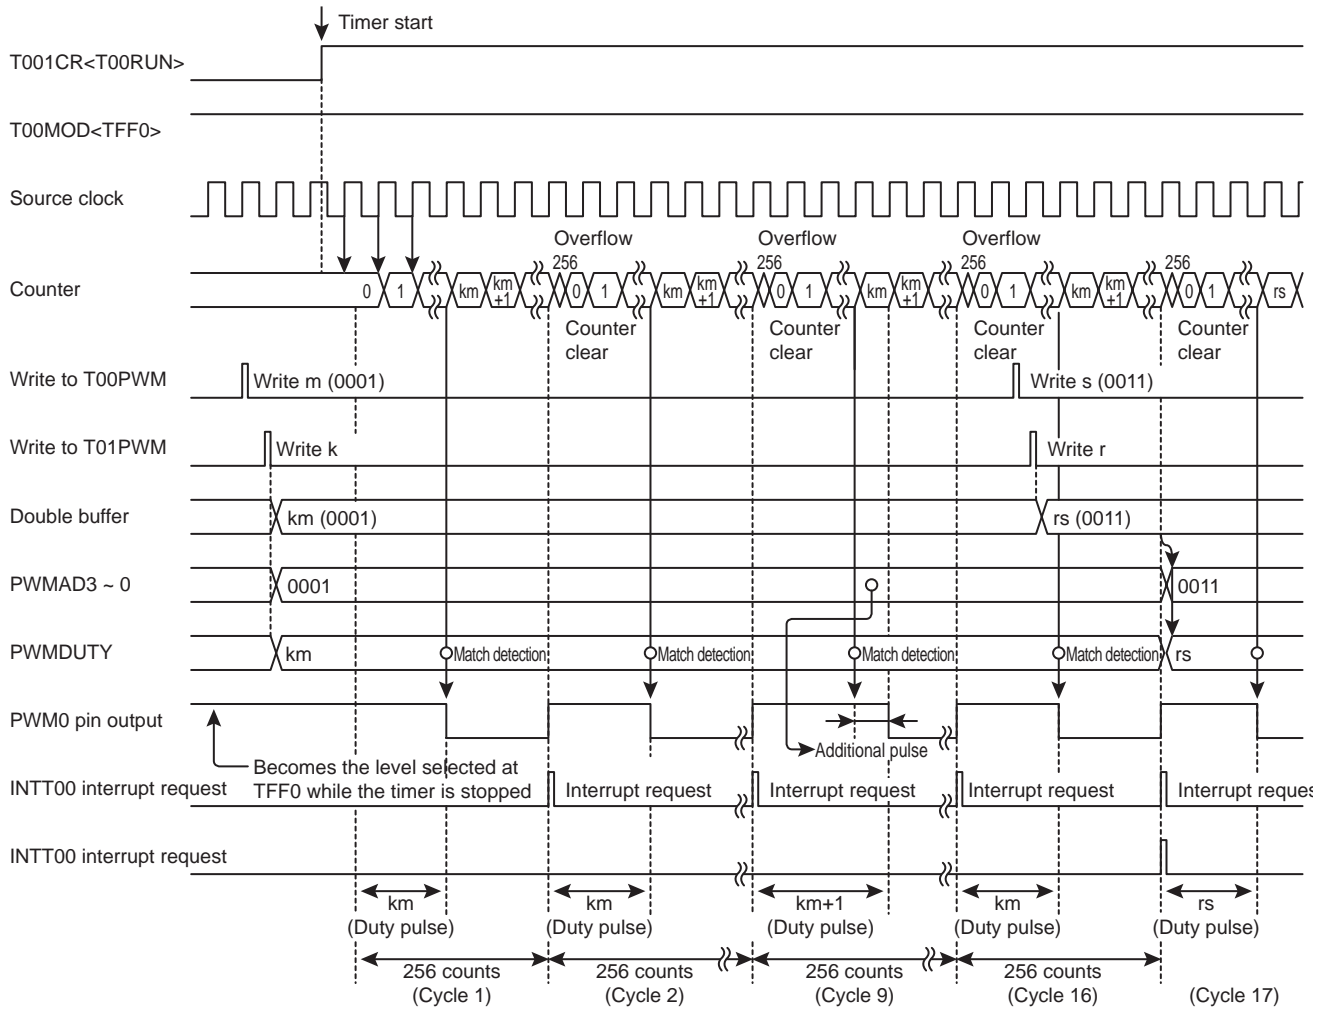 Timer start
T001CR<T00RUN>
T00MOD<TFF0>
Source clock
Overflow Overflow Overflow
256 256 256 256
Counter 0 1 km km +1 0 1 km km +1 0 1 km km +1 0 1 km km +1 0 1 rs
Counter clear Counter clear Counter clear Counter clear
Write to T00PWM Write m (0001) Write s (0011)
Write to T01PWM Write k Write r
Double buffer km (0001) rs (0011)
PWMAD3 ~ 0 0001 0011
PWMDUTY km Match detection Match detection Match detection Match detection rs
PWM0 pin output
Additional pulse
Becomes the level selected at
TFF0 while the timer is stopped
INTT00 interrupt request Interrupt request Interrupt request Interrupt request Interrupt reques
INTT00 interrupt request
km km km+1 km rs
(Duty pulse) (Duty pulse) (Duty pulse) (Duty pulse) (Duty pulse)
256 counts 256 counts 256 counts 256 counts
(Cycle 1) (Cycle 2) (Cycle 9) (Cycle 16) (Cycle 17)